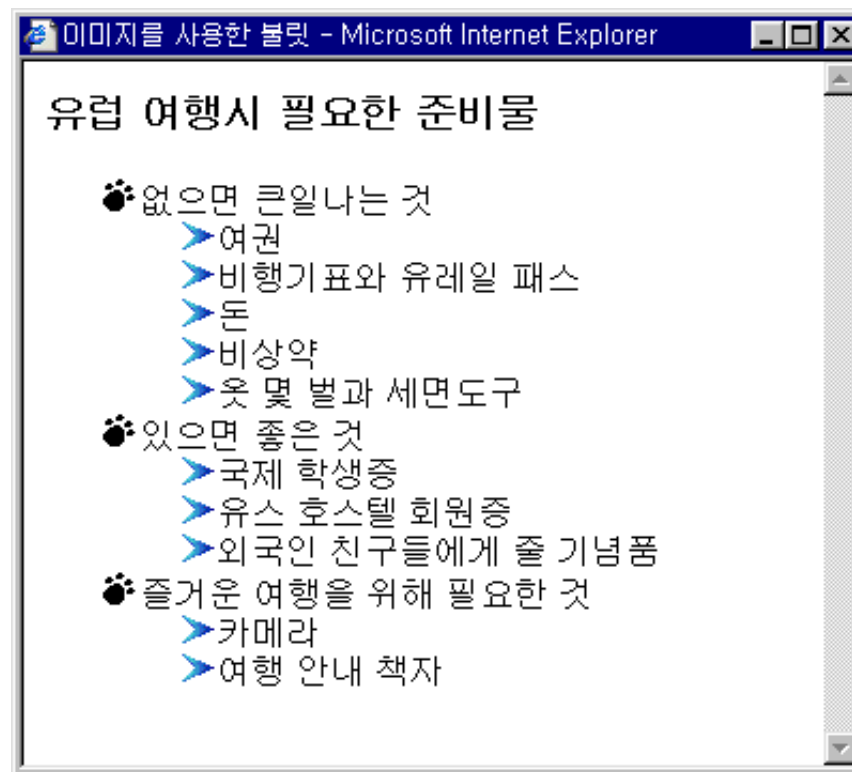 이미지를 사용한 불릿 - Microsoft Internet Explorer
유럽 여행시 필요한 준비물
없으면 큰일나는 것
여권
비행기표와 유레일 패스
돈
비상약
옷 몇 벌과 세면도구
있으면 좋은 것
국제 학생증
유스 호스텔 회원증
외국인 친구들에게 줄 기념품
즐거운 여행을 위해 필요한 것
카메라
여행 안내 책자